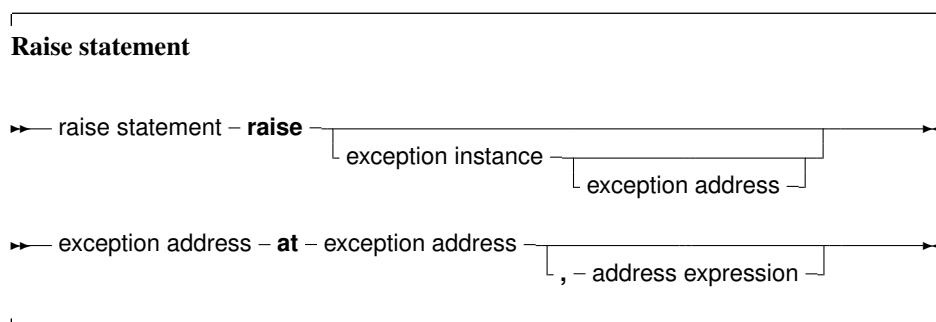 Raise statement
raise statement – raise
exception instance
exception address
exception address – at – exception address
, – address expression